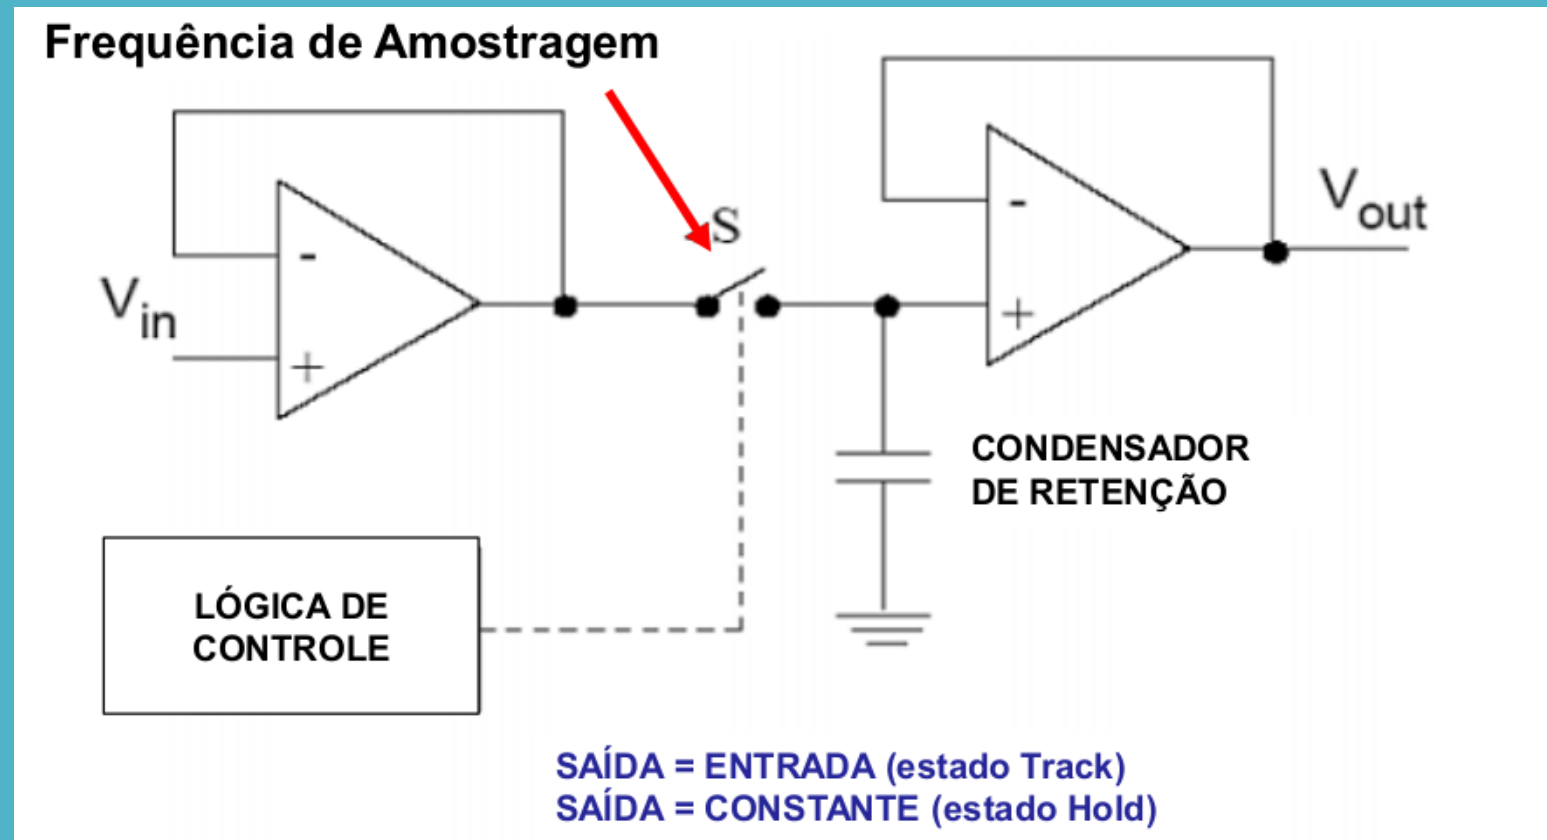 Frequência de Amostragem
S
-
+
Vin
-
+
Vout
CONDENSADOR
DE RETENÇÃO
LÓGICA DE
CONTROLE
SAÍDA = ENTRADA (estado Track)
SAÍDA = CONSTANTE (estado Hold)